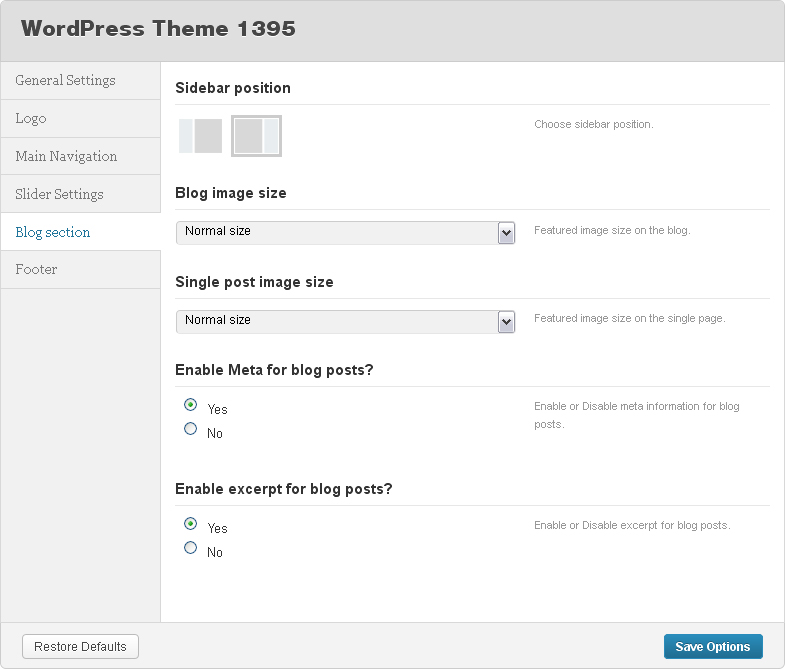 WordPress Theme 1395
General Settings
Logo
Main Navigation
Slider Settings
Blog section
Footer
Sidebar position
Choose sidebar position.
Blog image size
Normal size
Featured image size on the blog.
Single post image size
Normal size
Featured image size on the single page.
Enable Meta for blog posts?
Yes
No
Enable or Disable meta information for blog
posts.
Enable excerpt for blog posts?
Yes
No
Enable or Disable excerpt for blog posts.
Restore Defaults
Save Options